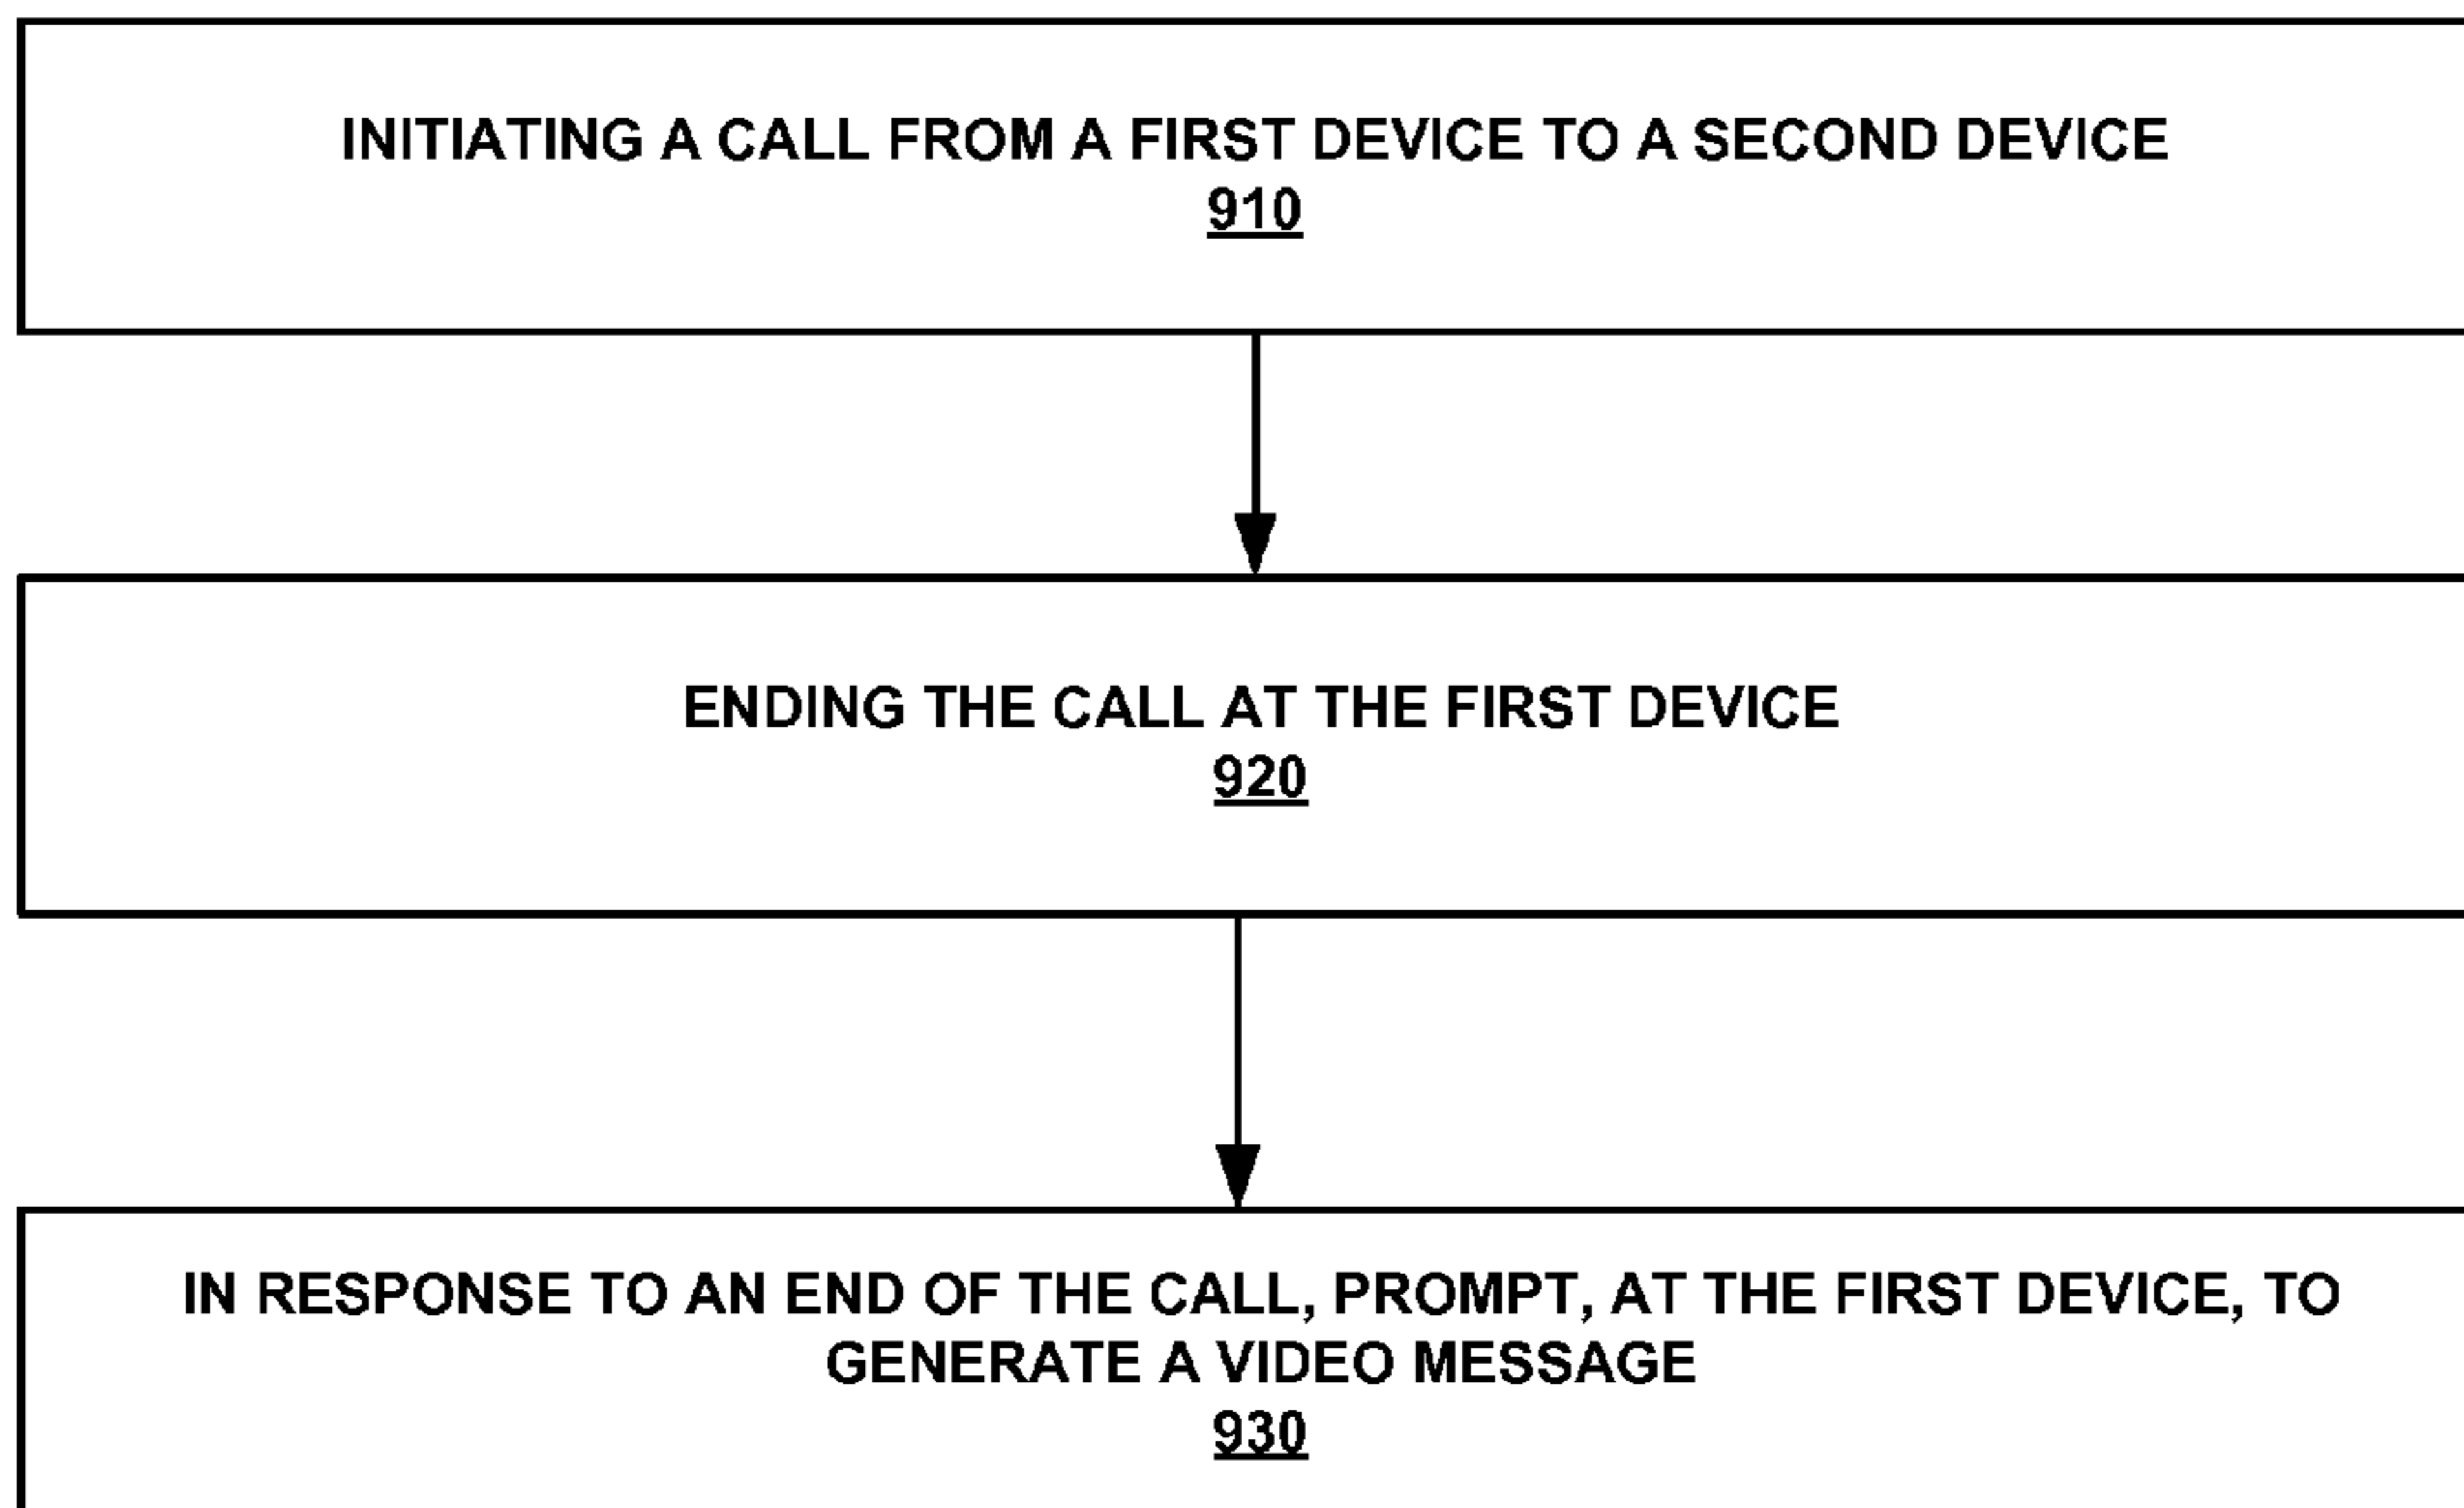 INITIATING A CALL FROM A FIRST DEVICE TO A SECOND DEVICE
910
ENDING THE CALL AT THE FIRST DEVICE
920
IN RESPONSE TO AN END OF THE CALL, PROMPT, AT THE FIRST DEVICE, TO
GENERATE A VIDEO MESSAGE
930